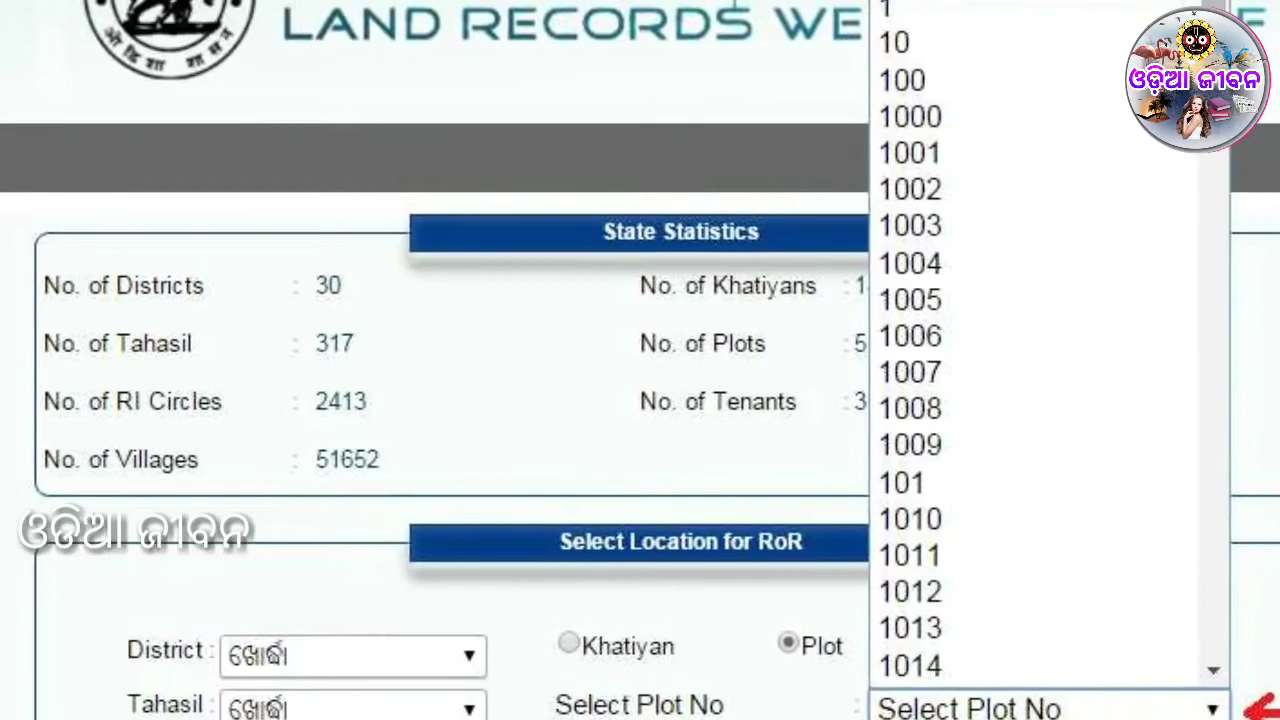 LAND RECORDS WE
1
10
100
1000
1001
1002
1003
1004
1005
1006
1007
1008
1009
101
1010
1011
1012
1013
1014
ଓଡ଼ିଆ ଜୀବନ
State Statistics
No. of Districts : 30
No. of Khatiyans : 1
No. of Tahasil : 317
No. of Plots : 5
No. of RI Circles : 2413
No. of Tenants : 3
No. of Villages : 51652
ଓଡିଆ ଜୀବନ
Select Location for RoR
District : ଖୋର୍ଦ୍ଧା
Khatiyan
Plot
Tahasil : ଖୋର୍ଦ୍ଧା
Select Plot No :
Select Plot No